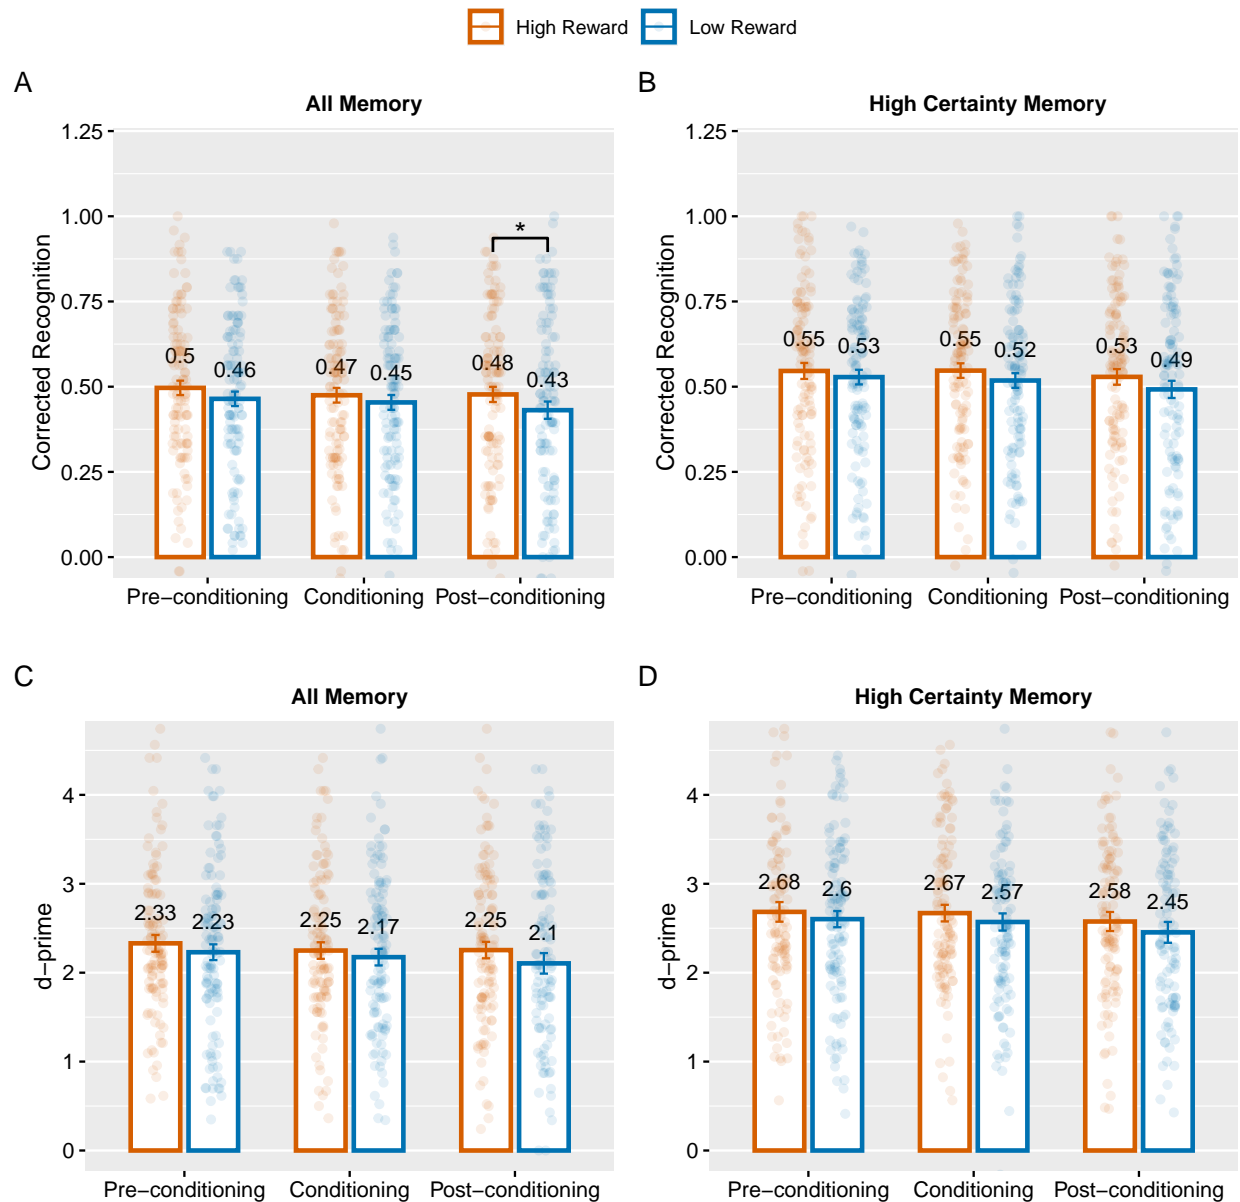 High Reward Low Reward
A
All Memory
Corrected Recognition
1.25
1.00
0.75
0.50
0.25
0.00
0.5
0.46
0.47
0.45
0.48
0.43
*
Pre−conditioning Conditioning Post−conditioning
B
High Certainty Memory
Corrected Recognition
1.25
1.00
0.75
0.50
0.25
0.00
0.55
0.53
0.55
0.52
0.53
0.49
Pre−conditioning Conditioning Post−conditioning
C
All Memory
d−prime
4
3
2
1
0
2.33
2.23
2.25
2.17
2.25
2.1
Pre−conditioning Conditioning Post−conditioning
D
High Certainty Memory
d−prime
4
3
2
1
0
2.68
2.6
2.67
2.57
2.58
2.45
Pre−conditioning Conditioning Post−conditioning